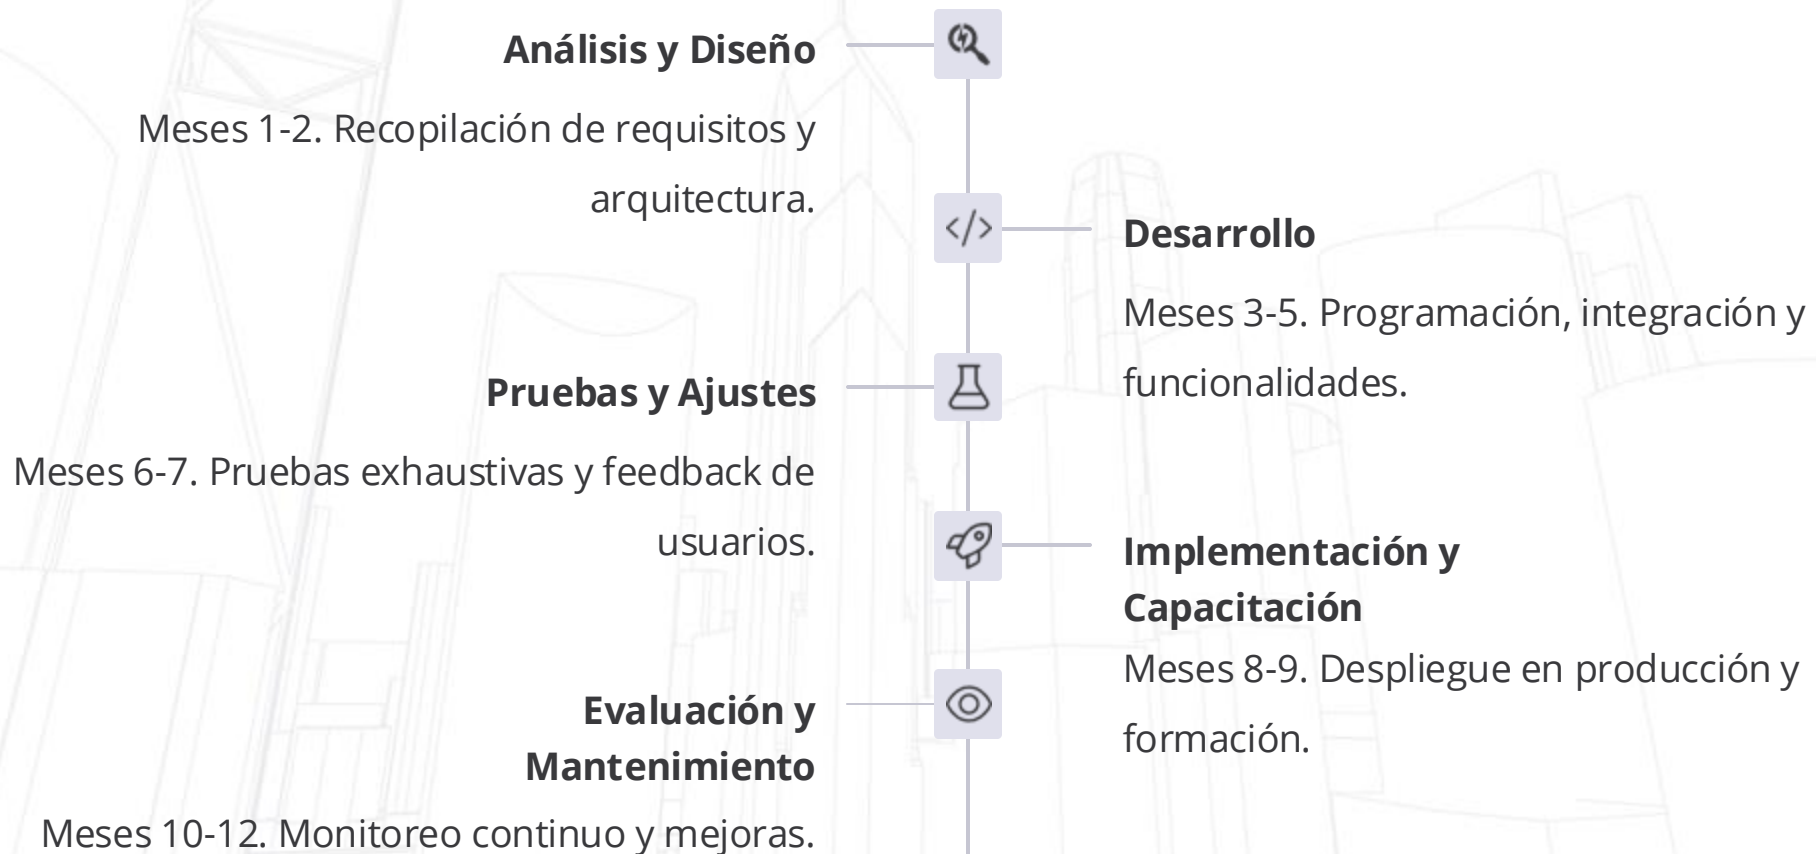 Análisis y Diseño
Meses 1-2. Recopilación de requisitos y
arquitectura.
Desarrollo
Meses 3-5. Programación, integración y
funcionalidades.
Pruebas y Ajustes
Meses 6-7. Pruebas exhaustivas y feedback de
usuarios.
Implementación y
Capacitación
Meses 8-9. Despliegue en producción y
formación.
Evaluación y
Mantenimiento
Meses 10-12. Monitoreo continuo y mejoras.